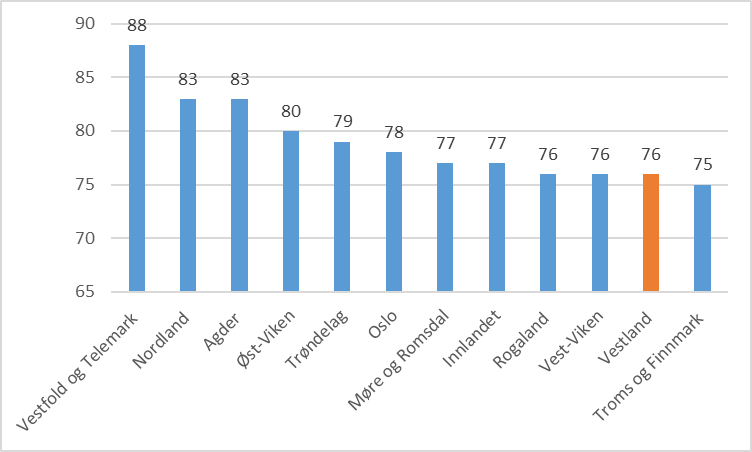 90
85
80
75
70
65
88
83
83
80
79
78
77
77
76
76
76
75
Vestfold og Telemark
Nordland
Agder
Øst-Viken
Trøndelag
Oslo
Møre og Romsdal
Innlandet
Rogaland
Vest-Viken
Vestland
Troms og Finnmark